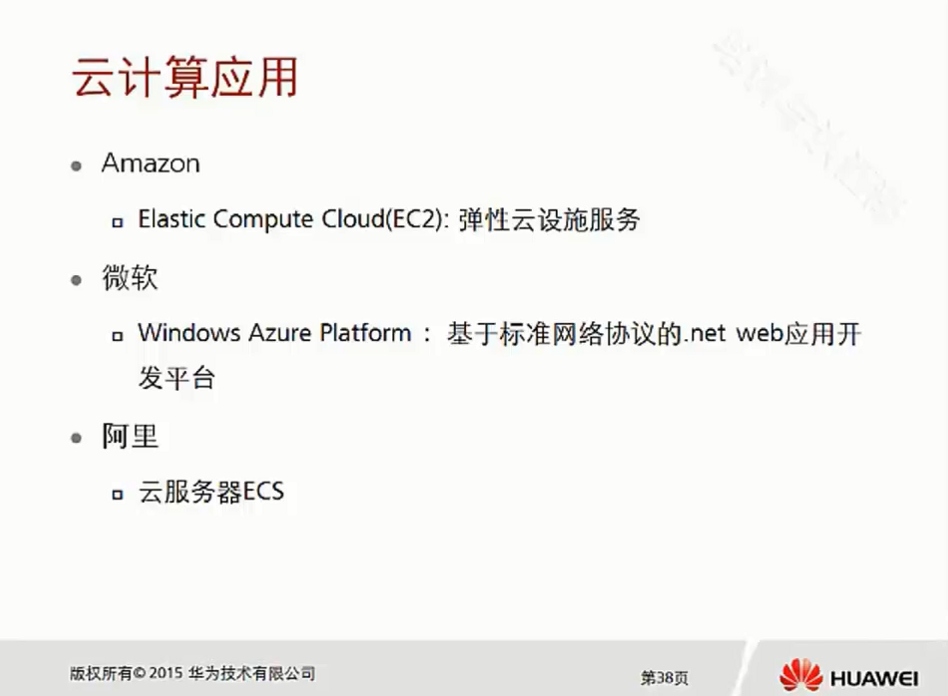 云计算应用
Amazon
Elastic Compute Cloud(EC2): 弹性云设施服务
微软
Windows Azure Platform ： 基于标准网络协议的.net web应用开
发平台
阿里
云服务器ECS
版权所有© 2015 华为技术有限公司
第38页
HUAWEI